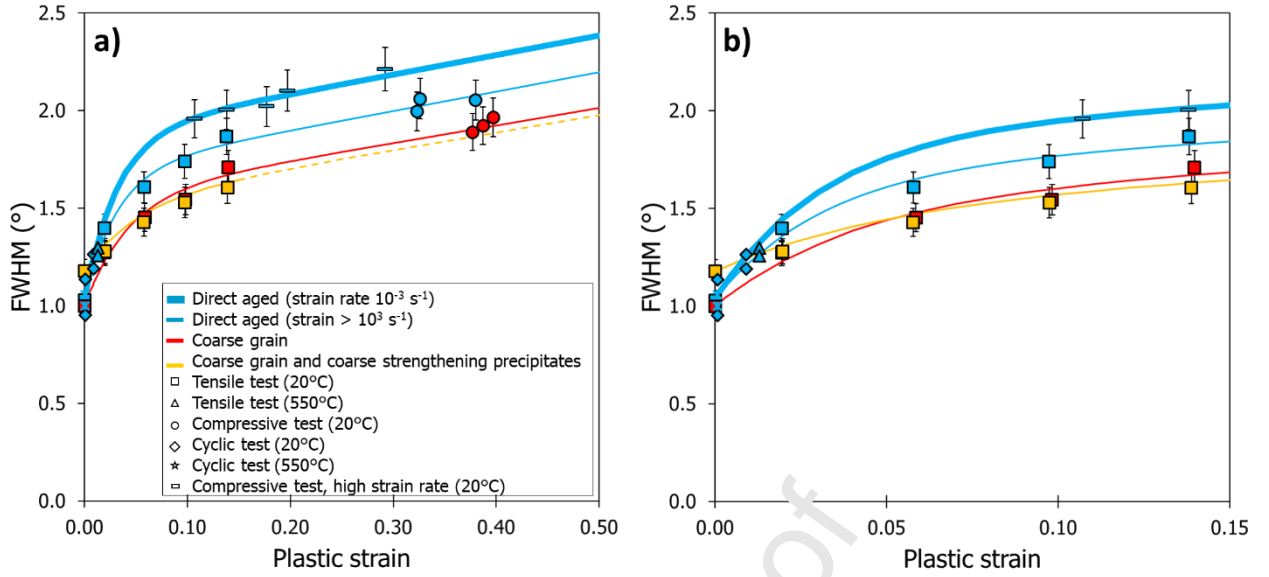 a)
FWHM (°)
2.5
2.0
1.5
1.0
0.5
0.0
0.00 0.10 0.20 0.30 0.40 0.50
Plastic strain
Direct aged (strain rate 10⁻³ s⁻¹)
Direct aged (strain > 10³ s⁻¹)
Coarse grain
Coarse grain and coarse strengthening precipitates
Tensile test (20°C)
Tensile test (550°C)
Compressive test (20°C)
Cyclic test (20°C)
Cyclic test (550°C)
Compressive test, high strain rate (20°C)
b)
FWHM (°)
2.5
2.0
1.5
1.0
0.5
0.0
0.00 0.05 0.10 0.15
Plastic strain
of